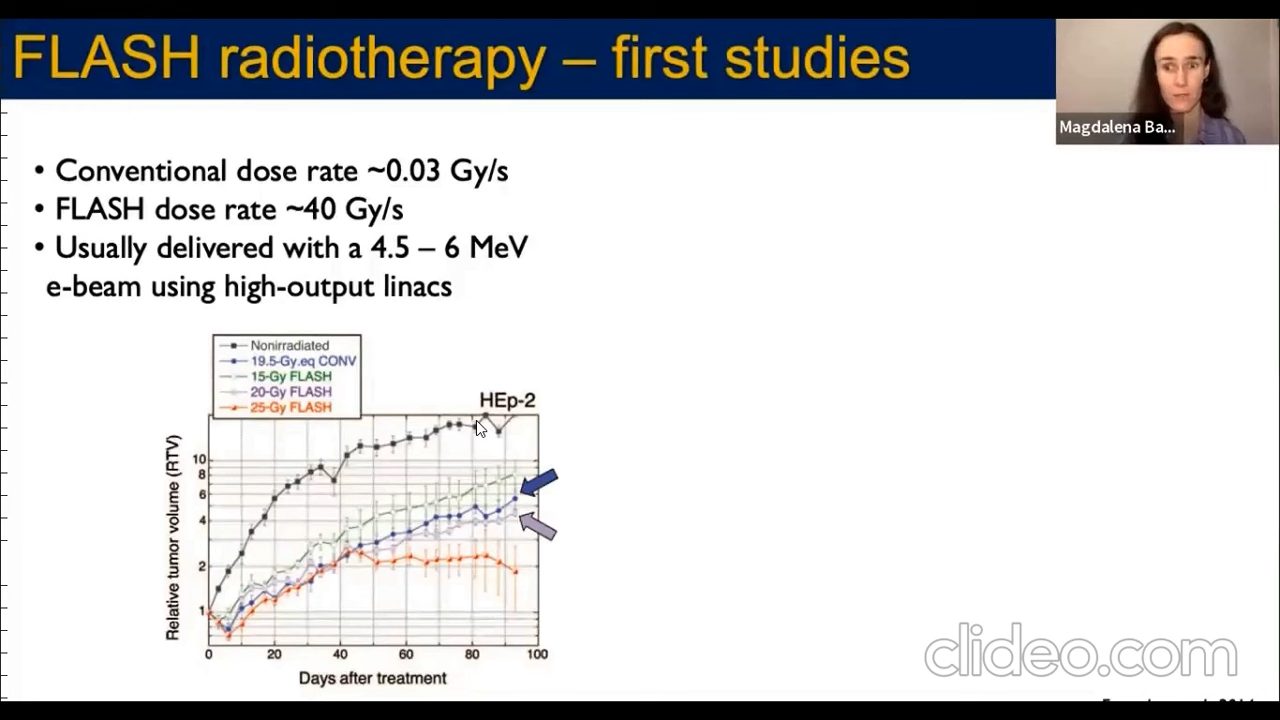 FLASH radiotherapy – first studies
Magdalena Ba...
• Conventional dose rate ~0.03 Gy/s
• FLASH dose rate ~40 Gy/s
• Usually delivered with a 4.5 – 6 MeV
e-beam using high-output linacs
Nonirradiated
19.5-Gy.eq CONV
15-Gy FLASH
20-Gy FLASH
25-Gy FLASH
HEp-2
Relative tumor volume (RTV)
10
8
6
4
2
1
0 20 40 60 80 100
Days after treatment
clideo.com